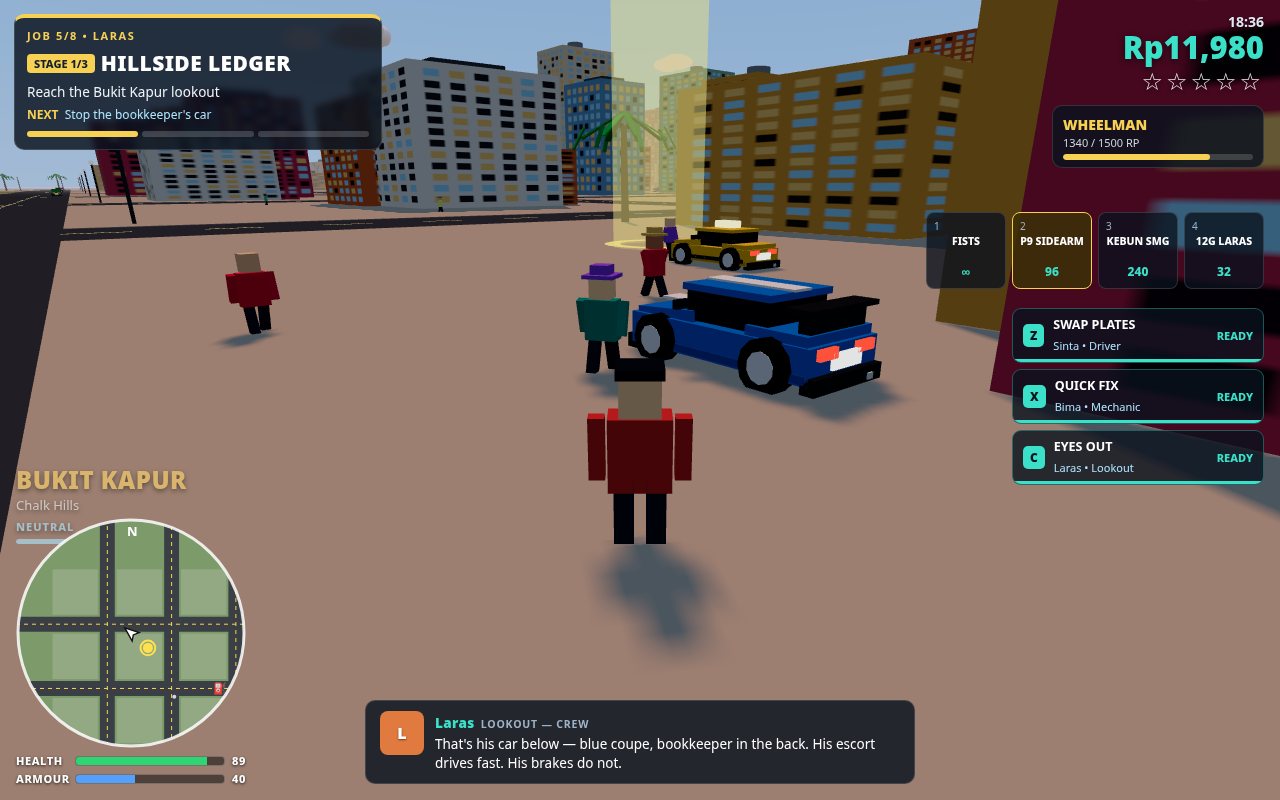 JOB 5/8 • LARAS
STAGE 1/3 HILLSIDE LEDGER
Reach the Bukit Kapur lookout
NEXT Stop the bookkeeper's car
18:36
Rp11,980
☆☆☆☆☆
WHEELMAN
1340 / 1500 RP
1 FISTS ∞
2 P9 SIDEARM 96
3 KEBUN SMG 240
4 12G LARAS 32
Z SWAP PLATES
Sinta • Driver
READY
X QUICK FIX
Bima • Mechanic
READY
C EYES OUT
Laras • Lookout
READY
BUKIT KAPUR
Chalk Hills
NEUTRAL
N
HEALTH 89
ARMOUR 40
L
Laras LOOKOUT — CREW
That's his car below — blue coupe, bookkeeper in the back. His escort
drives fast. His brakes do not.